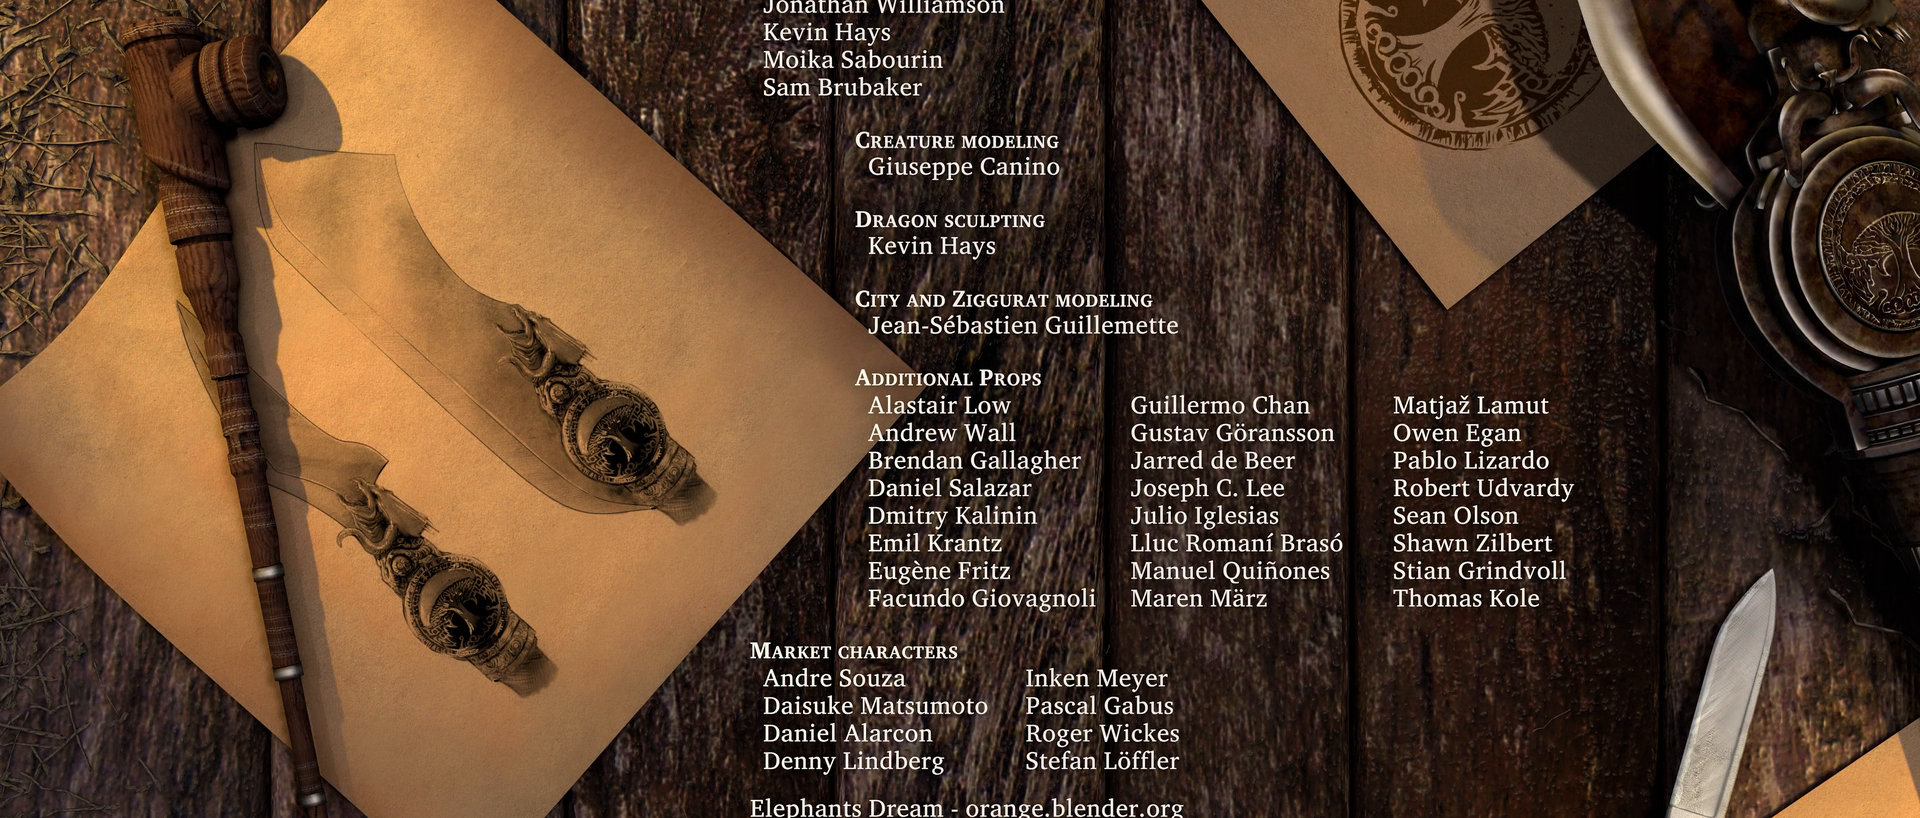 Jonathan Williamson
Kevin Hays
Moika Sabourin
Sam Brubaker
Creature modeling
Giuseppe Canino
Dragon sculpting
Kevin Hays
City and Ziggurat modeling
Jean-Sébastien Guillemette
Additional Props
Alastair Low
Andrew Wall
Brendan Gallagher
Daniel Salazar
Dmitry Kalinin
Emil Krantz
Eugène Fritz
Facundo Giovagnoli
Guillermo Chan
Gustav Göransson
Jarred de Beer
Joseph C. Lee
Julio Iglesias
Lluc Romaní Brasó
Manuel Quiñones
Maren März
Matjaž Lamut
Owen Egan
Pablo Lizardo
Robert Udvardy
Sean Olson
Shawn Zilbert
Stian Grindvoll
Thomas Kole
Market characters
Andre Souza
Daisuke Matsumoto
Daniel Alarcon
Denny Lindberg
Inken Meyer
Pascal Gabus
Roger Wickes
Stefan Löffler
Elephants Dream - orange.blender.org